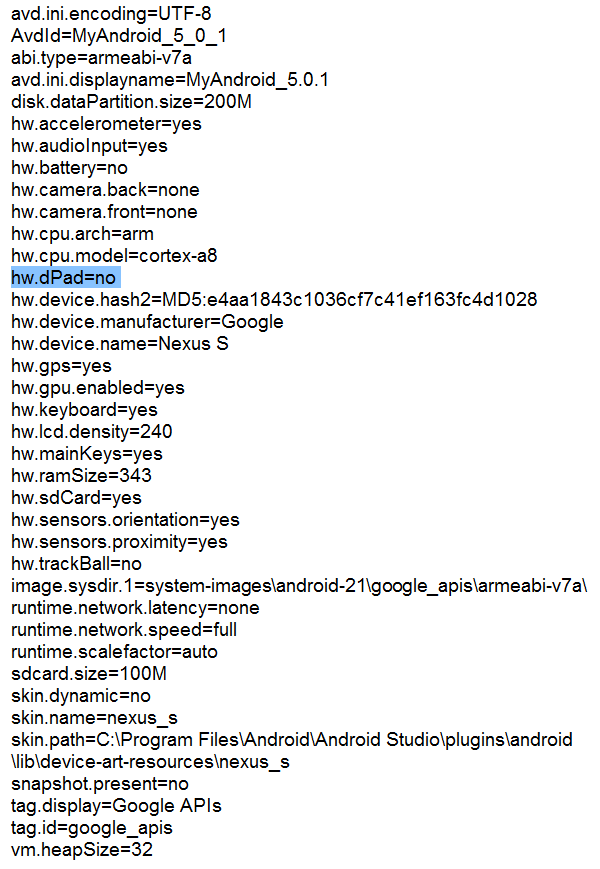 avd.ini.encoding=UTF-8
AvdId=MyAndroid_5_0_1
abi.type=armeabi-v7a
avd.ini.displayname=MyAndroid_5.0.1
disk.dataPartition.size=200M
hw.accelerometer=yes
hw.audioInput=yes
hw.battery=no
hw.camera.back=none
hw.camera.front=none
hw.cpu.arch=arm
hw.cpu.model=cortex-a8
hw.dPad=no
hw.device.hash2=MD5:e4aa1843c1036cf7c41ef163fc4d1028
hw.device.manufacturer=Google
hw.device.name=Nexus S
hw.gps=yes
hw.gpu.enabled=yes
hw.keyboard=yes
hw.lcd.density=240
hw.mainKeys=yes
hw.ramSize=343
hw.sdCard=yes
hw.sensors.orientation=yes
hw.sensors.proximity=yes
hw.trackBall=no
image.sysdir.1=system-images\android-21\google_apis\armeabi-v7a\
runtime.network.latency=none
runtime.network.speed=full
runtime.scalefactor=auto
sdcard.size=100M
skin.dynamic=no
skin.name=nexus_s
skin.path=C:\Program Files\Android\Android Studio\plugins\android
\lib\device-art-resources\nexus_s
snapshot.present=no
tag.display=Google APIs
tag.id=google_apis
vm.heapSize=32